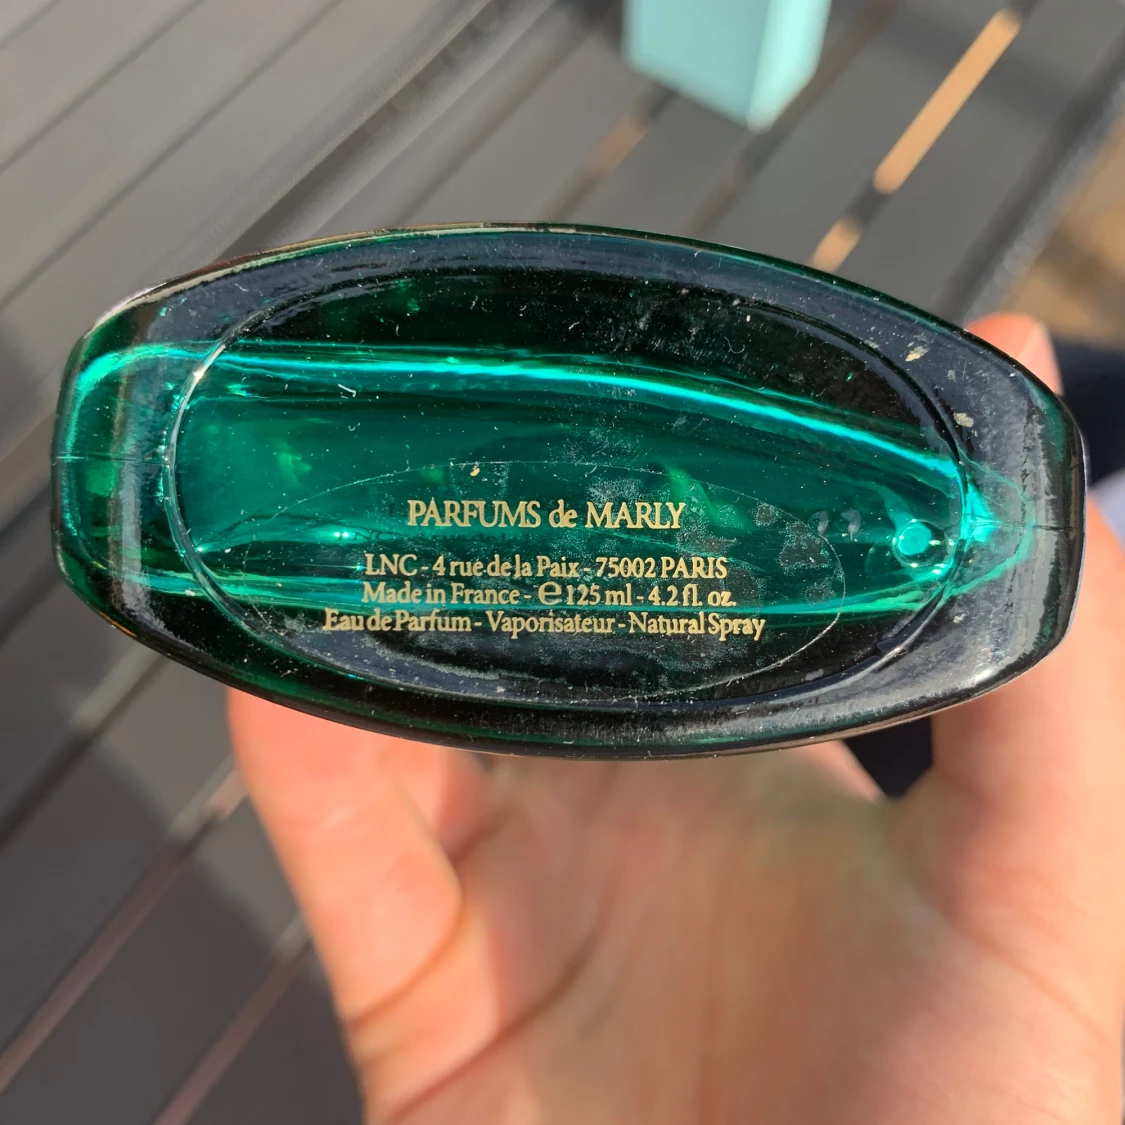 PARFUMS de MARLY
LNC - 4 rue de la Paix - 75002 PARIS
Made in France - ℮ 125 ml - 4.2 fl. oz.
Eau de Parfum - Vaporisateur - Natural Spray